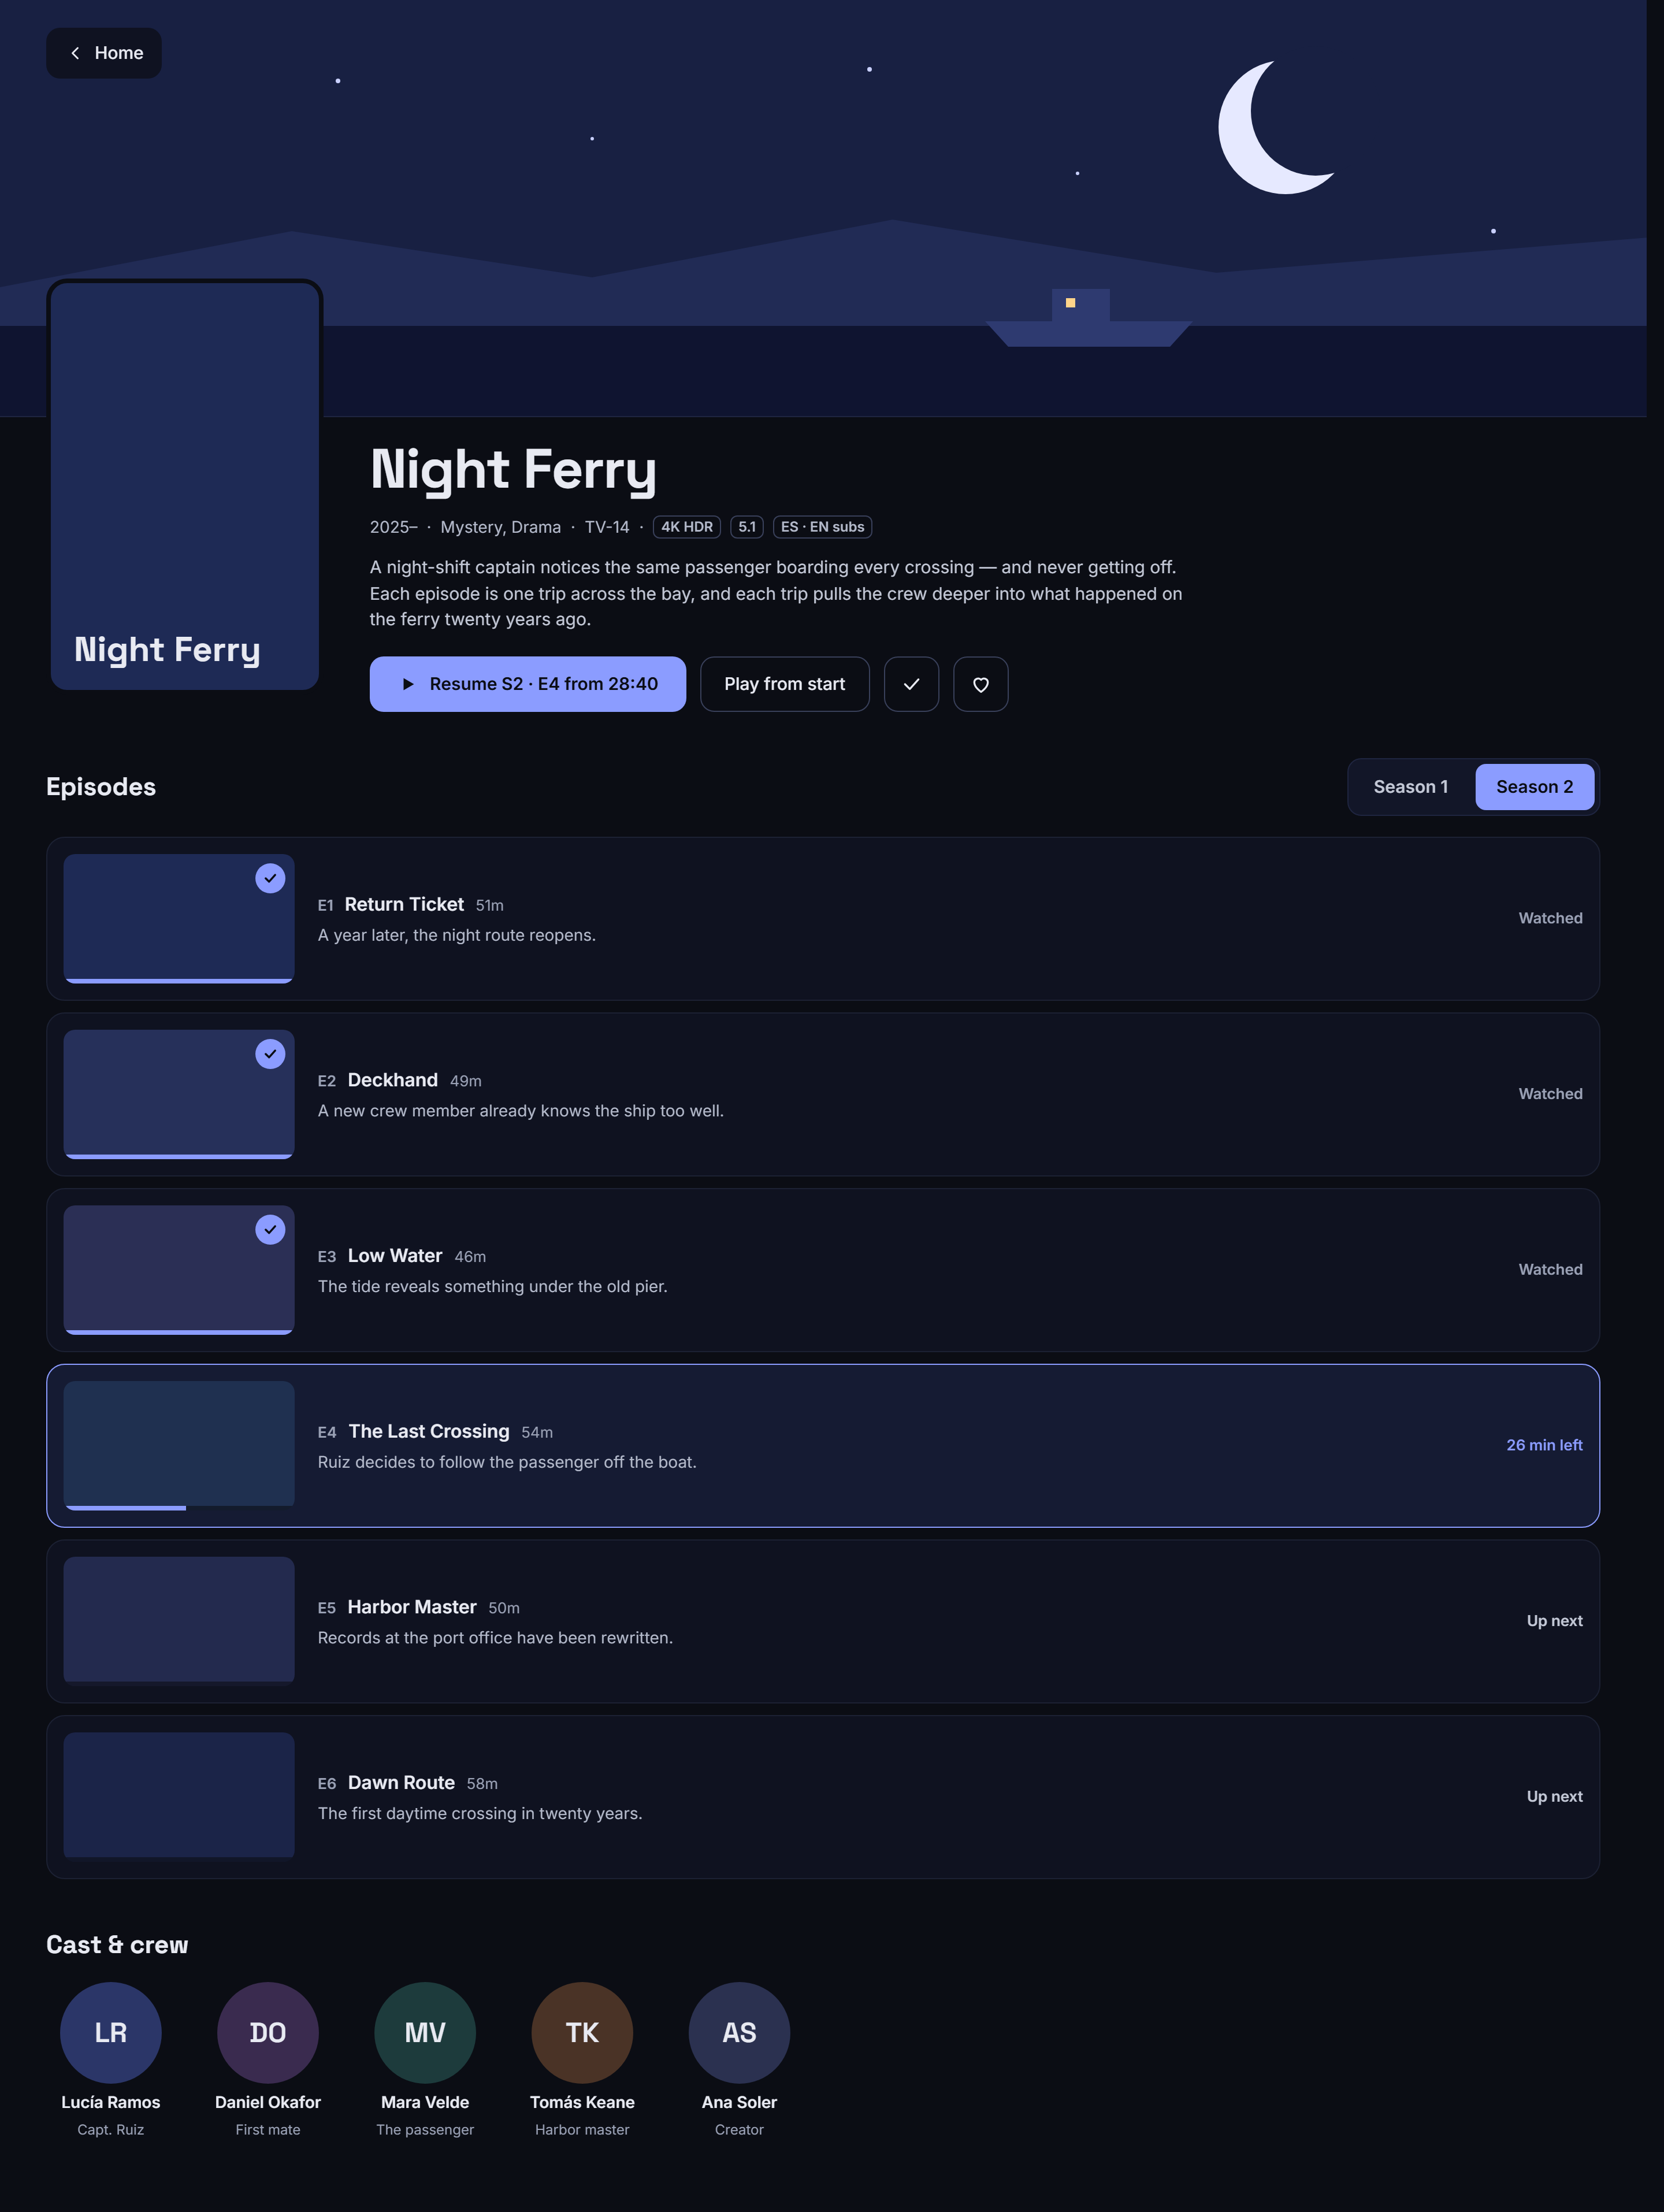 Home
Night Ferry
Night Ferry
2025– · Mystery, Drama · TV-14 · 4K HDR 5.1 ES · EN subs
A night-shift captain notices the same passenger boarding every crossing — and never getting off.
Each episode is one trip across the bay, and each trip pulls the crew deeper into what happened on
the ferry twenty years ago.
Resume S2 · E4 from 28:40
Play from start
Episodes
Season 1
Season 2
E1 Return Ticket 51m
A year later, the night route reopens.
Watched
E2 Deckhand 49m
A new crew member already knows the ship too well.
Watched
E3 Low Water 46m
The tide reveals something under the old pier.
Watched
E4 The Last Crossing 54m
Ruiz decides to follow the passenger off the boat.
26 min left
E5 Harbor Master 50m
Records at the port office have been rewritten.
Up next
E6 Dawn Route 58m
The first daytime crossing in twenty years.
Up next
Cast & crew
LR
Lucía Ramos
Capt. Ruiz
DO
Daniel Okafor
First mate
MV
Mara Velde
The passenger
TK
Tomás Keane
Harbor master
AS
Ana Soler
Creator